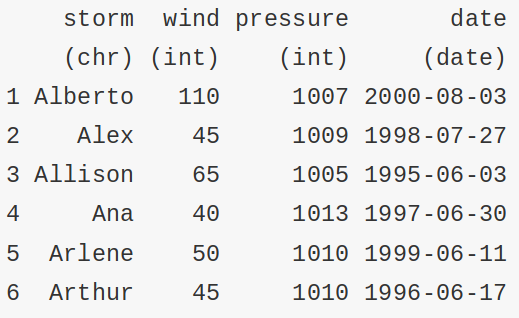 storm wind pressure date
(chr) (int) (int) (date)
1 Alberto 110 1007 2000-08-03
2 Alex 45 1009 1998-07-27
3 Allison 65 1005 1995-06-03
4 Ana 40 1013 1997-06-30
5 Arlene 50 1010 1999-06-11
6 Arthur 45 1010 1996-06-17